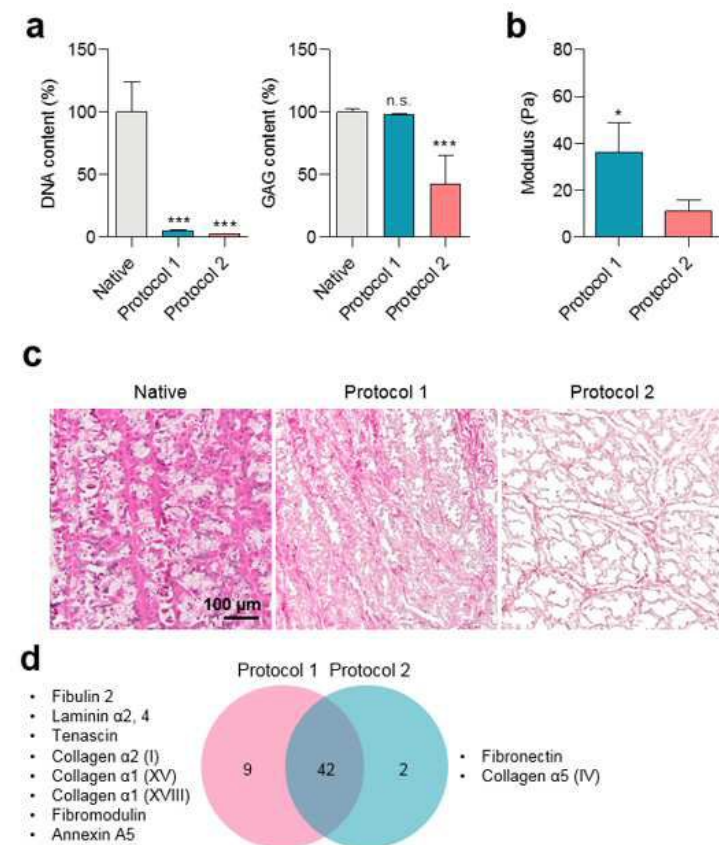 a
b
DNA content (%)
150
100
50
0
***
***
Native
Protocol 1
Protocol 2
GAG content (%)
150
100
50
0
n.s.
***
Native
Protocol 1
Protocol 2
Modulus (Pa)
80
60
40
20
0
*
Protocol 1
Protocol 2
c
Native
Protocol 1
Protocol 2
100 µm
d
Protocol 1 Protocol 2
• Fibulin 2
• Laminin α2, 4
• Tenascin
• Collagen α2 (I)
• Collagen α1 (XV)
• Collagen α1 (XVIII)
• Fibromodulin
• Annexin A5
9
42
2
• Fibronectin
• Collagen α5 (IV)